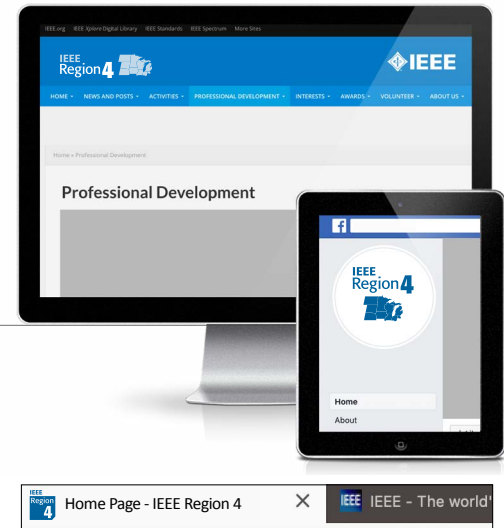 IEEE.org IEEE Xplore Digital Library IEEE Standards IEEE Spectrum More Sites
IEEE
Region 4
IEEE
HOME NEWS AND POSTS ACTIVITIES PROFESSIONAL DEVELOPMENT INTERESTS AWARDS VOLUNTEER ABOUT US
Home » Professional Development
Professional Development
f
IEEE
Region 4
Home
About
IEEE
Region
4
Home Page - IEEE Region 4 × IEEE IEEE - The world'